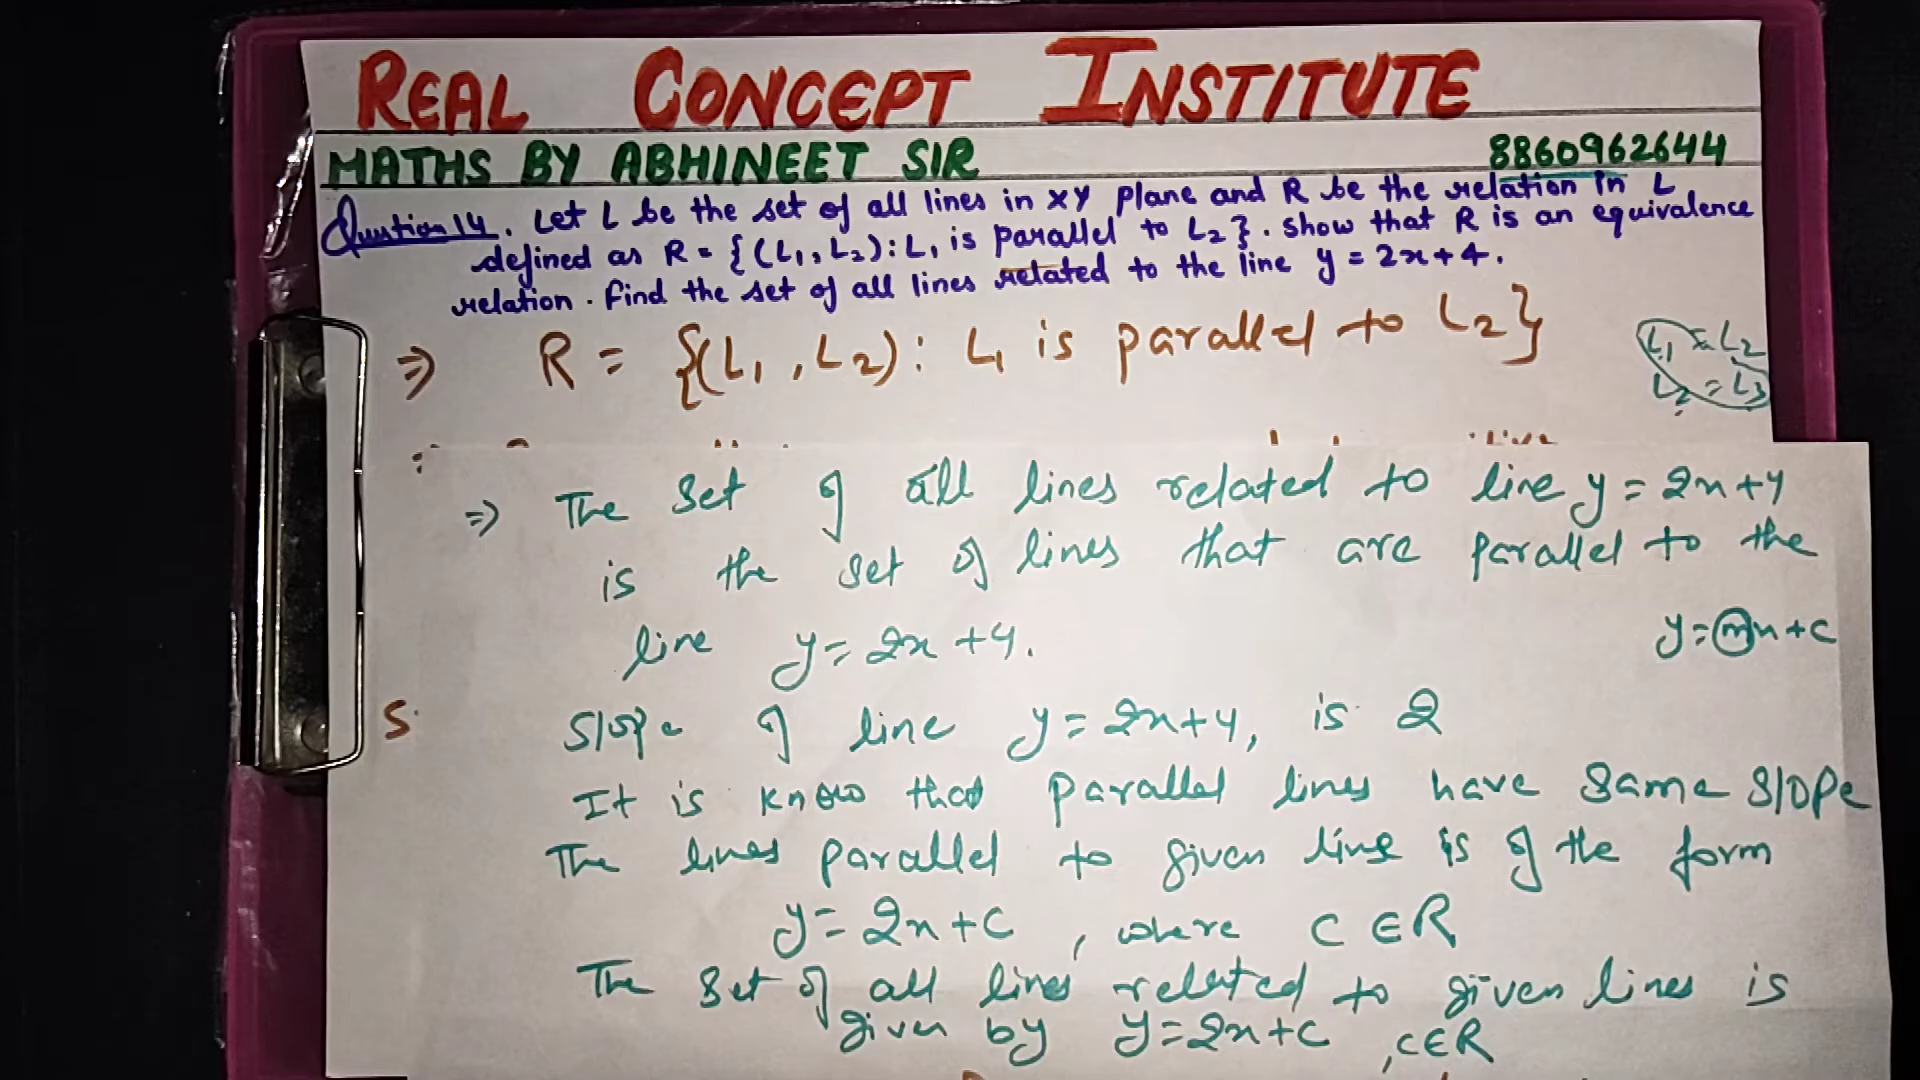 REAL CONCEPT INSTITUTE
MATHS BY ABHINEET SIR 8860962644
Question 14. Let L be the set of all lines in XY plane and R be the relation in L
defined as R = {(L₁, L₂): L₁ is parallel to L₂}. Show that R is an equivalence
relation. Find the set of all lines related to the line y = 2x+4.
⇒ R = {(L₁, L₂): L₁ is parallel to L₂}
L₁ = L₂
L₂ = L₃
⇒ The set of all lines related to line y = 2x+4
is the set of lines that are parallel to the
line y = 2x+4.
y = mx+c
S
Slope of line y = 2x+4, is 2
It is know that parallel lines have same slope
The lines parallel to given line is of the form
y = 2x+c, where C ∈ R
The set of all lines related to given lines is
given by y = 2x+c, c∈R